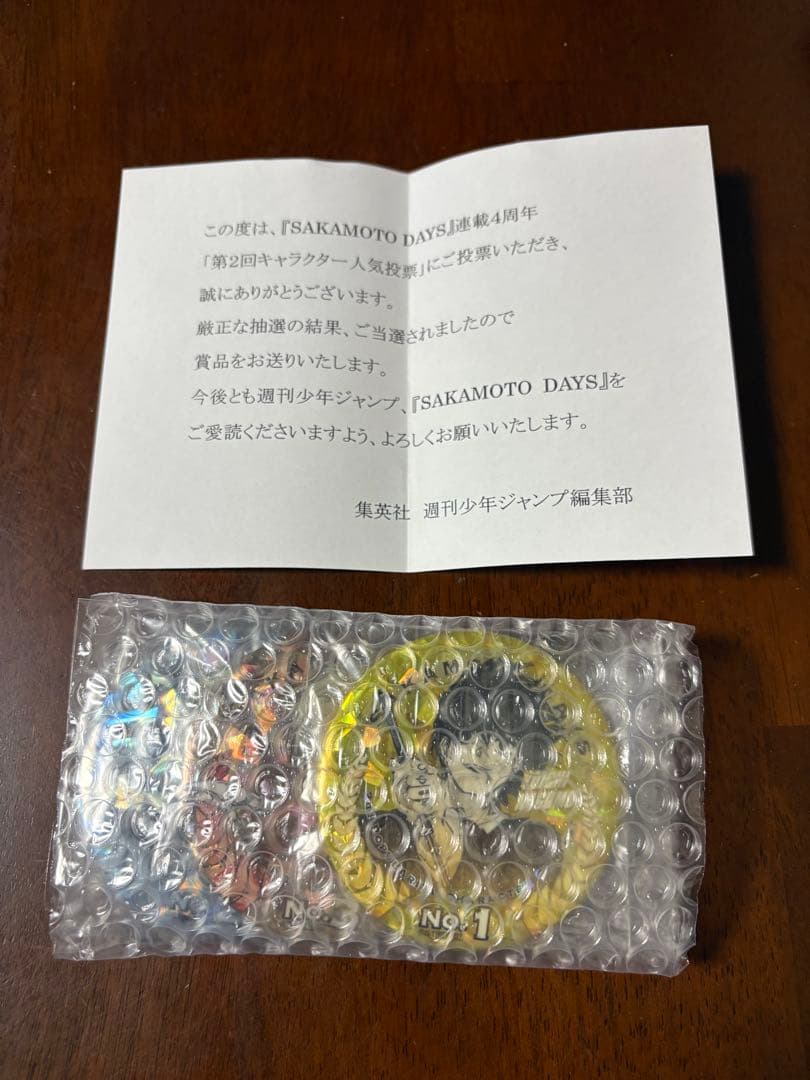 この度は、『SAKAMOTO DAYS』連載4周年
「第2回キャラクター人気投票」にご投票いただき、
誠にありがとうございます。
厳正な抽選の結果、ご当選されましたので
賞品をお送りいたします。
今後とも週刊少年ジャンプ、『SAKAMOTO DAYS』を
ご愛読くださいますよう、よろしくお願いいたします。
集英社 週刊少年ジャンプ編集部
No.
No.1